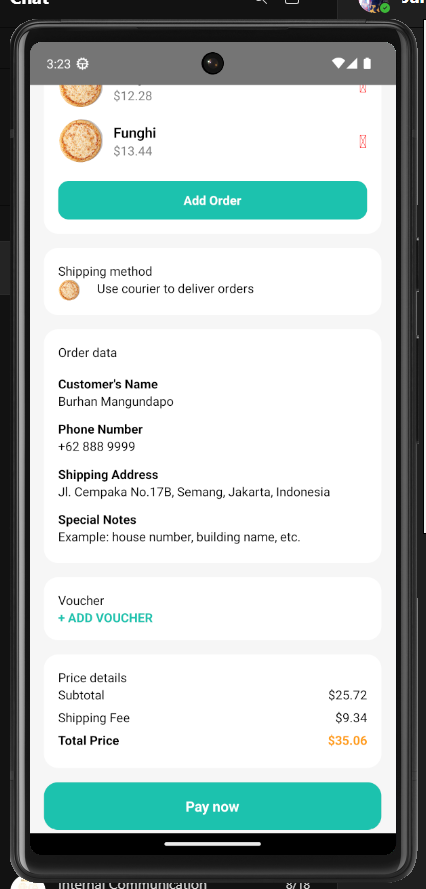 Chat
3:23
$12.28
Funghi
$13.44
Add Order
Shipping method
Use courier to deliver orders
Order data
Customer's Name
Burhan Mangundapo
Phone Number
+62 888 9999
Shipping Address
Jl. Cempaka No.17B, Semang, Jakarta, Indonesia
Special Notes
Example: house number, building name, etc.
Voucher
+ ADD VOUCHER
Price details
Subtotal $25.72
Shipping Fee $9.34
Total Price $35.06
Pay now
Internal Communication 8/18